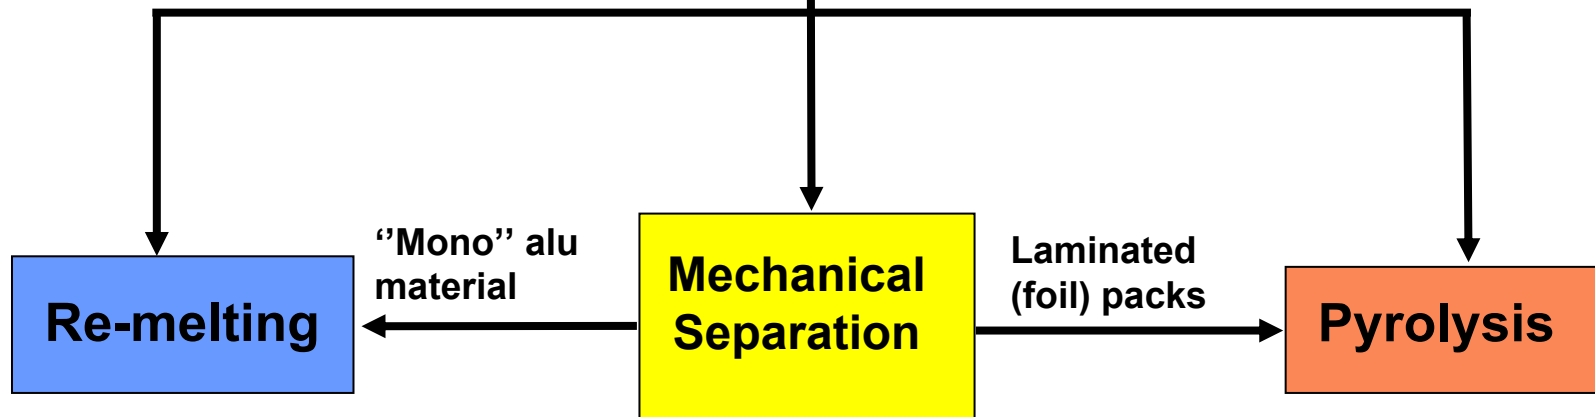 ‘’Mono’’ alu
material
Re-melting
Mechanical
Separation
Laminated
(foil) packs
Pyrolysis